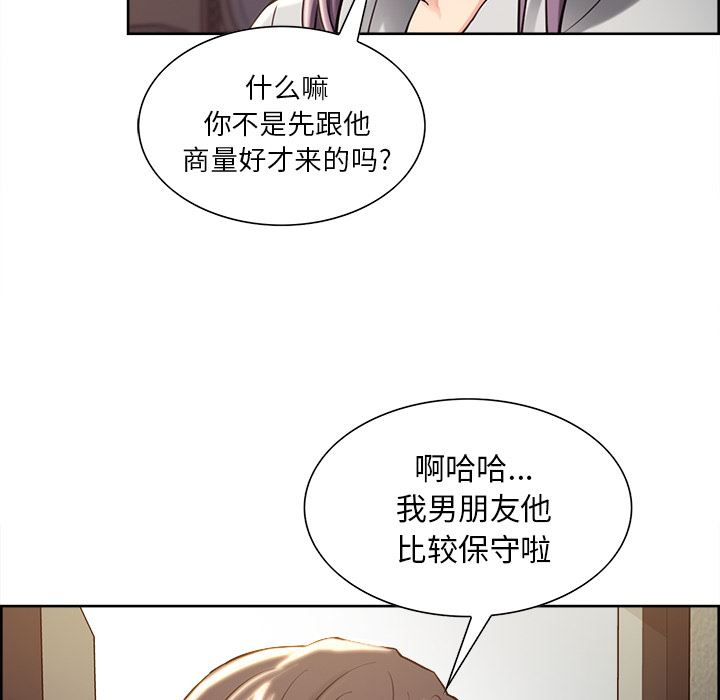 什么嘛
你不是先跟他
商量好才来的吗?
啊哈哈...
我男朋友他
比较保守啦